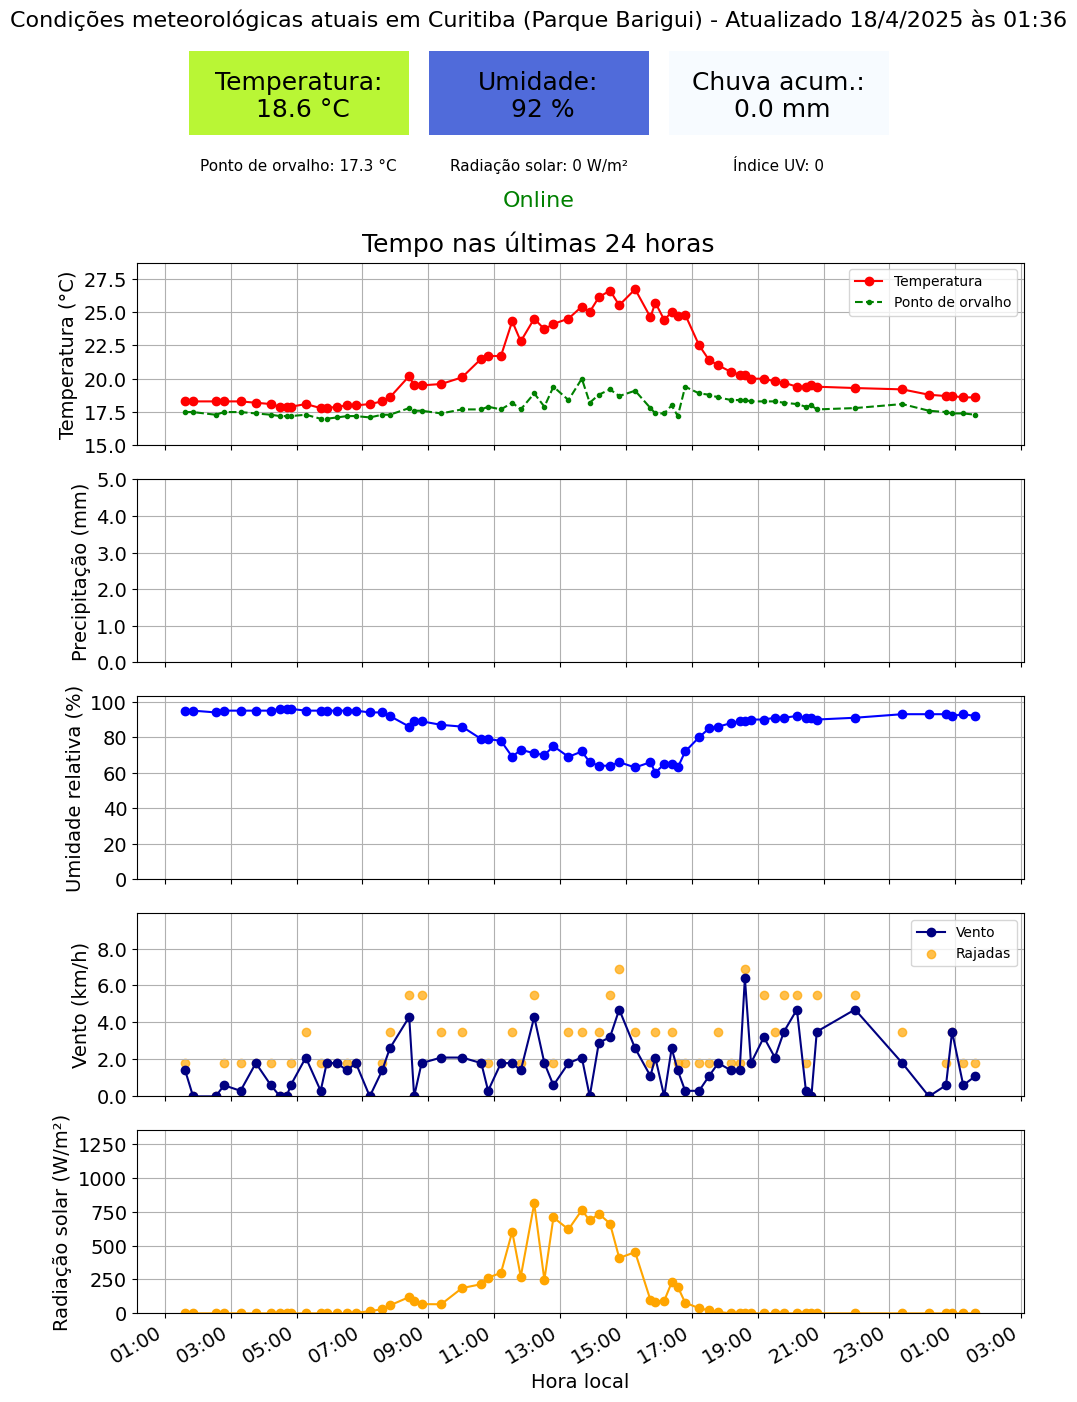 Condições meteorológicas atuais em Curitiba (Parque Barigui) - Atualizado 18/4/2025 às 01:36
Temperatura:
18.6 °C
Umidade:
92 %
Chuva acum.:
0.0 mm
Ponto de orvalho: 17.3 °C
Radiação solar: 0 W/m²
Índice UV: 0
Online
Tempo nas últimas 24 horas
Temperatura (°C)
27.5
25.0
22.5
20.0
17.5
15.0
Temperatura
Ponto de orvalho
Precipitação (mm)
5.0
4.0
3.0
2.0
1.0
0.0
Umidade relativa (%)
100
80
60
40
20
0
Vento (km/h)
8.0
6.0
4.0
2.0
0.0
Vento
Rajadas
Radiação solar (W/m²)
1250
1000
750
500
250
0
01:00
03:00
05:00
07:00
09:00
11:00
13:00
15:00
17:00
19:00
21:00
23:00
01:00
03:00
Hora local